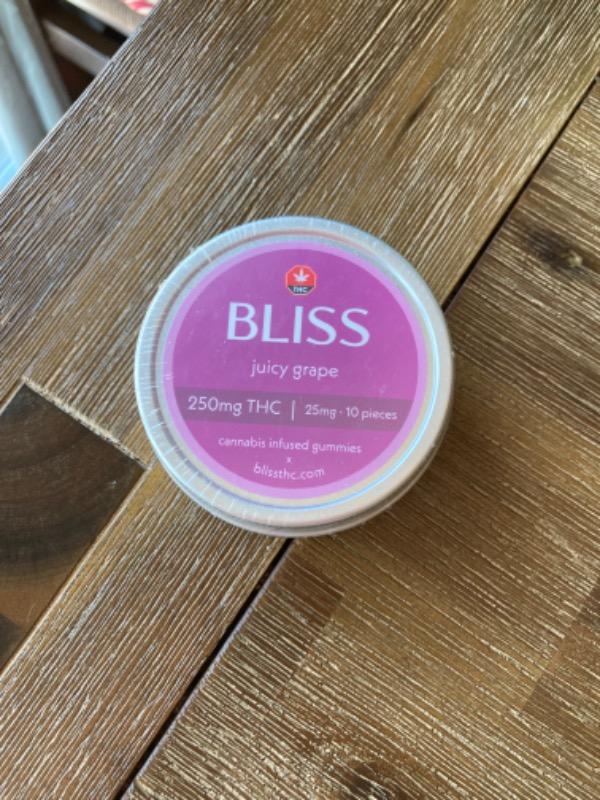 THC
BLISS
juicy grape
250mg THC | 25mg · 10 pieces
cannabis infused gummies
x
blissthc.com